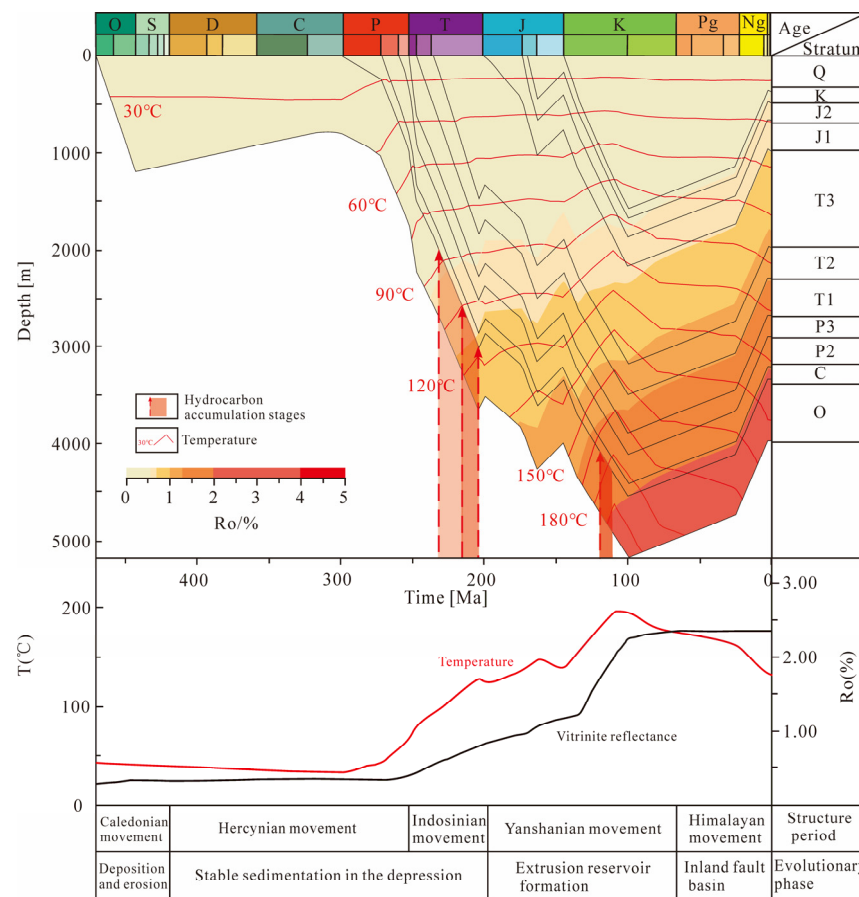 O S D C P T J K Pg Ng Age
Stratum
0
1000
2000
3000
4000
5000
Depth [m]
30℃
60℃
90℃
120℃
150℃
180℃
Q
K
J2
J1
T3
T2
T1
P3
P2
C
O
Hydrocarbon
accumulation stages
30℃ Temperature
0 1 2 3 4 5
Ro/%
400 300 200 100 0
Time [Ma]
T(℃)
200
100
0
3.00
2.00
1.00
Ro(%)
Temperature
Vitrinite reflectance
Caledonian
movement
Hercynian movement
Indosinian
movement
Yanshanian movement
Himalayan
movement
Structure
period
Deposition
and erosion
Stable sedimentation in the depression
Extrusion reservoir
formation
Inland fault
basin
Evolutionary
phase